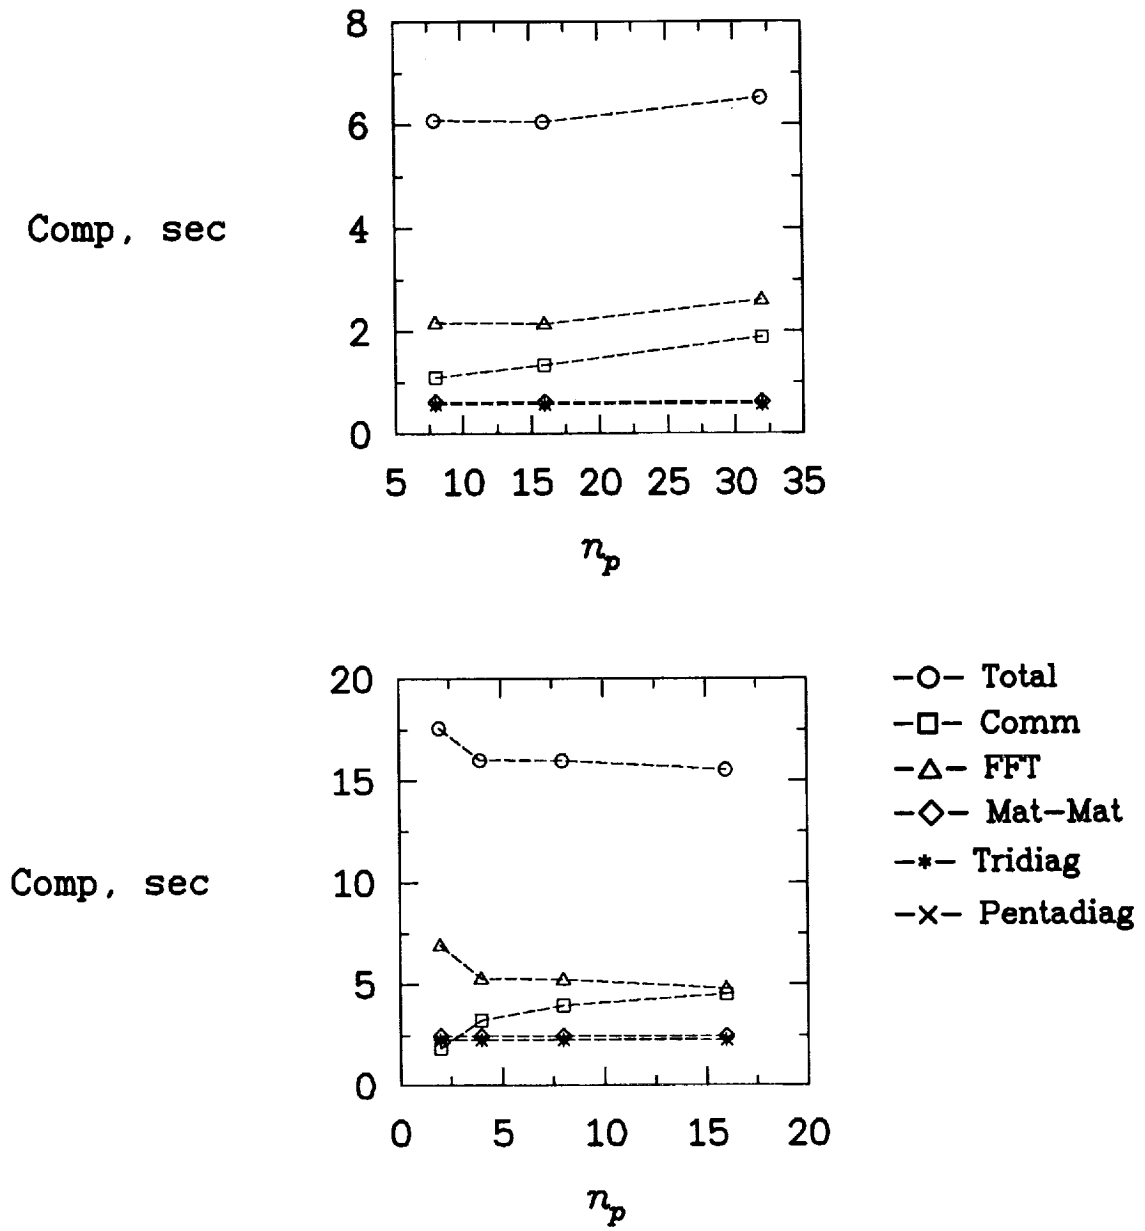 8
6
Comp, sec
4
2
0
5 10 15 20 25 30 35
n_p
20
15
Comp, sec
10
5
0
0 5 10 15 20
n_p
–○– Total
–□– Comm
–△– FFT
–◇– Mat–Mat
–*– Tridiag
–×– Pentadiag